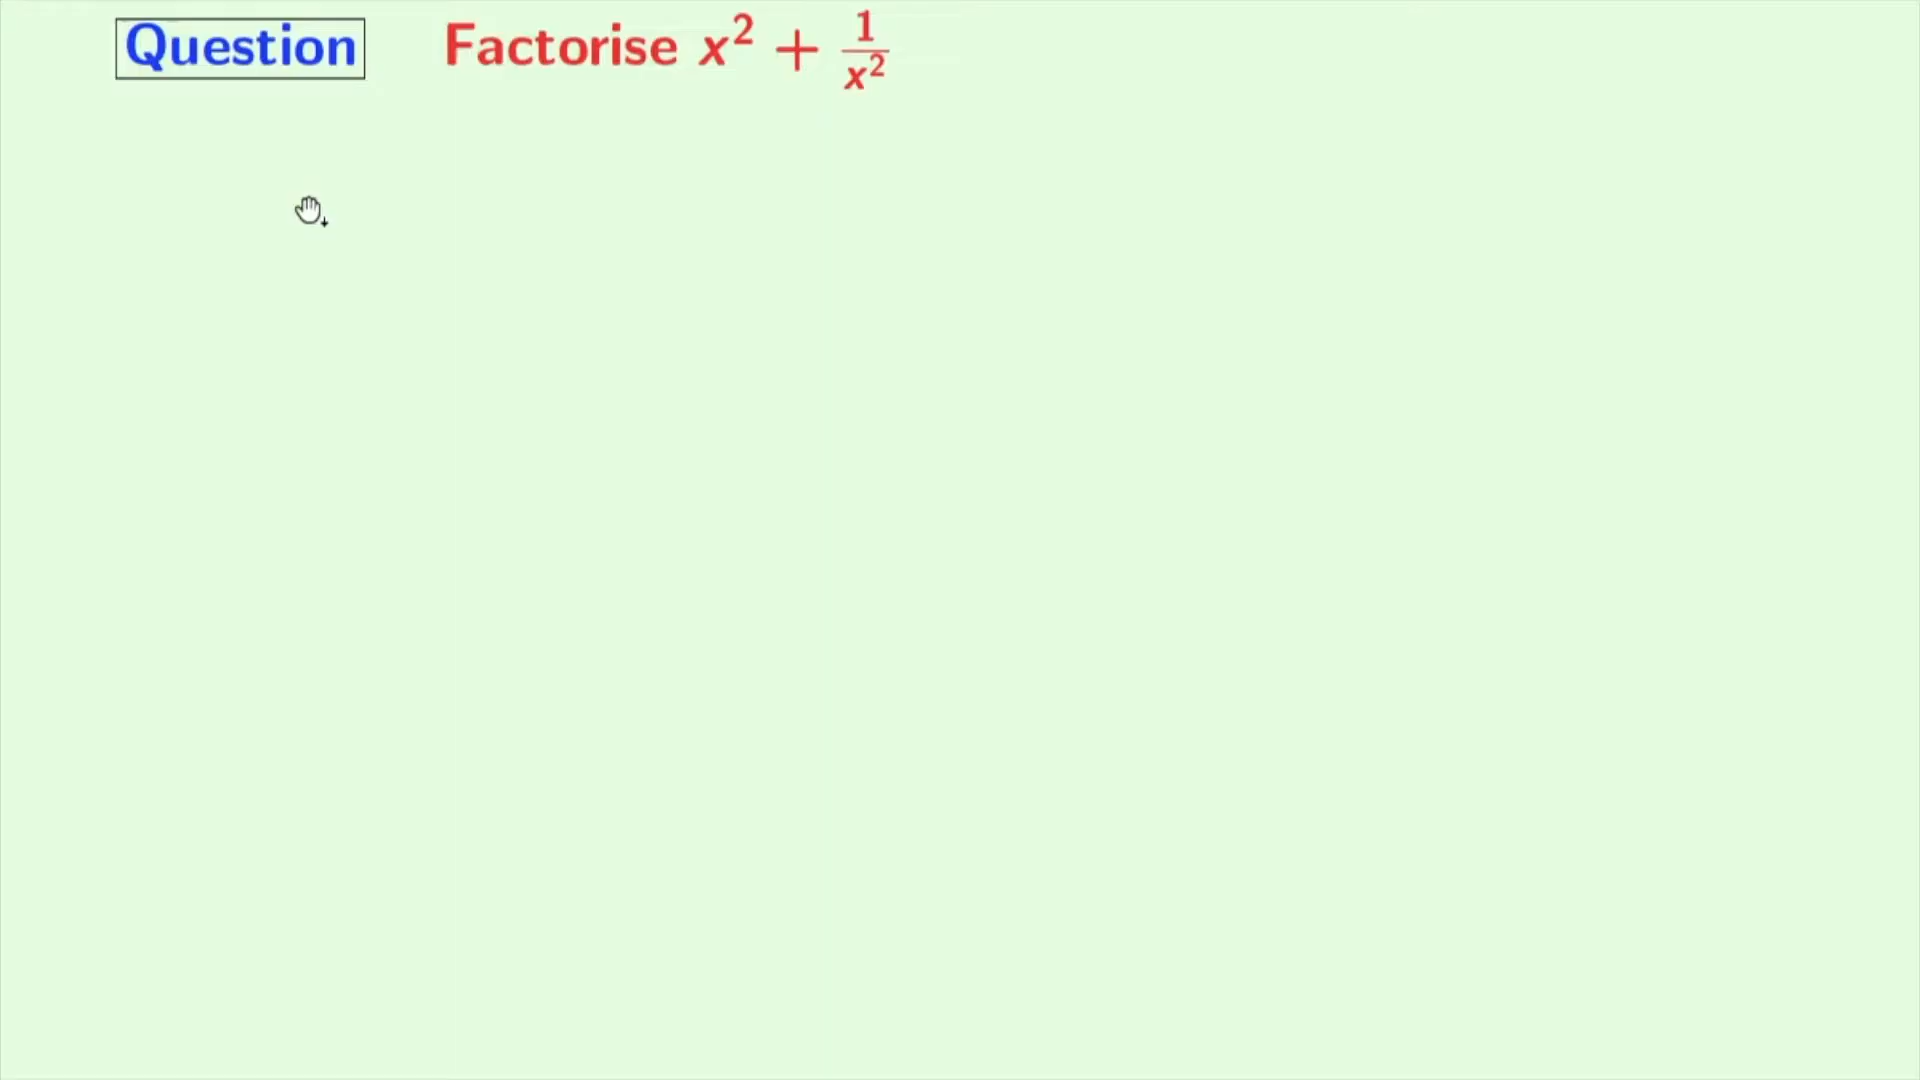 Question Factorise x² + 1/x²